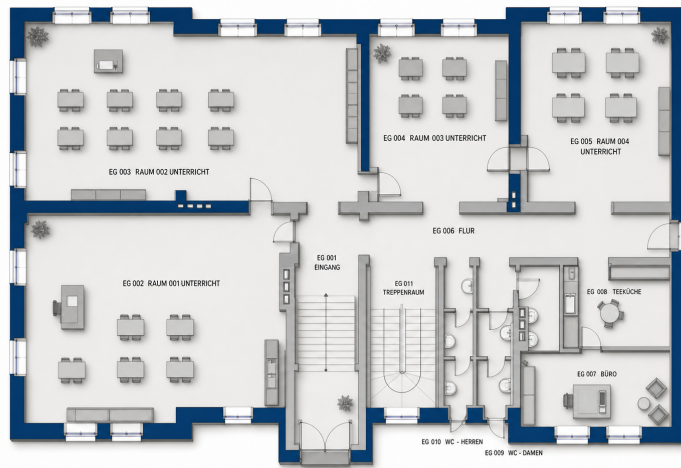 EG 003 RAUM 002 UNTERRICHT
EG 004 RAUM 003 UNTERRICHT
EG 005 RAUM 004
UNTERRICHT
EG 006 FLUR
EG 001
EINGANG
EG 002 RAUM 001 UNTERRICHT
EG 011
TREPPENRAUM
EG 008 TEEKÜCHE
EG 007 BÜRO
EG 010 WC - HERREN
EG 009 WC - DAMEN